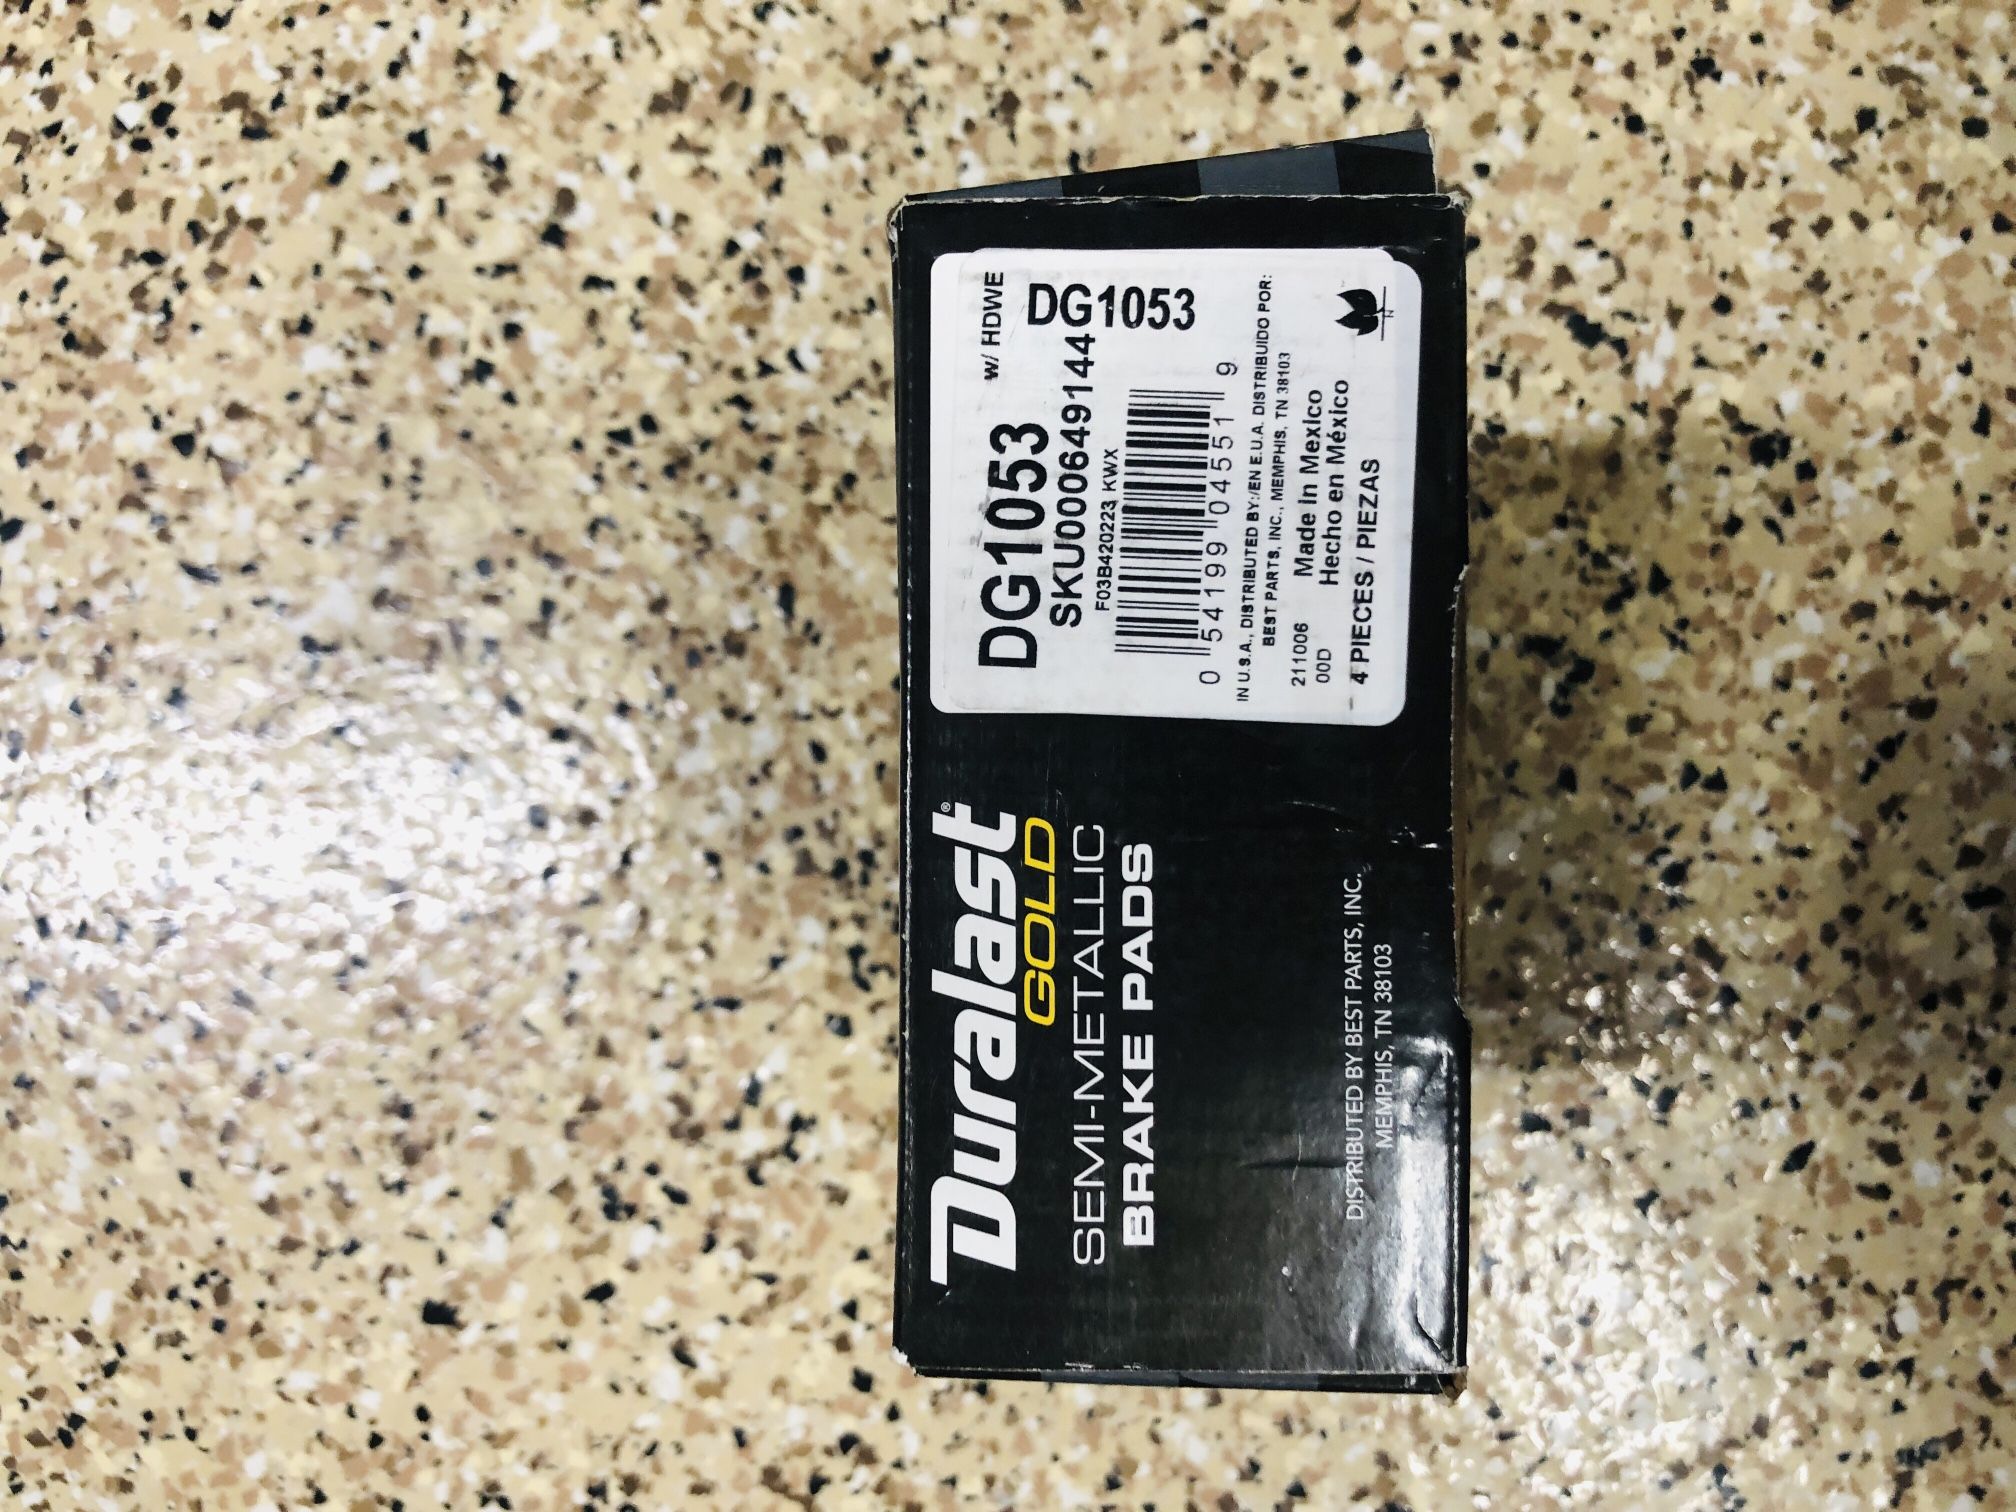 Duralast®
GOLD
SEMI-METALLIC
BRAKE PADS
DISTRIBUTED BY BEST PARTS, INC.
MEMPHIS, TN 38103
w/ HDWE
DG1053
SKU000649144
DG1053
F03B420223 KWX
0 54199 04551 9
IN U.S.A., DISTRIBUTED BY:/EN E.U.A. DISTRIBUIDO POR:
BEST PARTS, INC., MEMPHIS, TN 38103
211006 Made In Mexico
00D Hecho en México
4 PIECES / PIEZAS
N